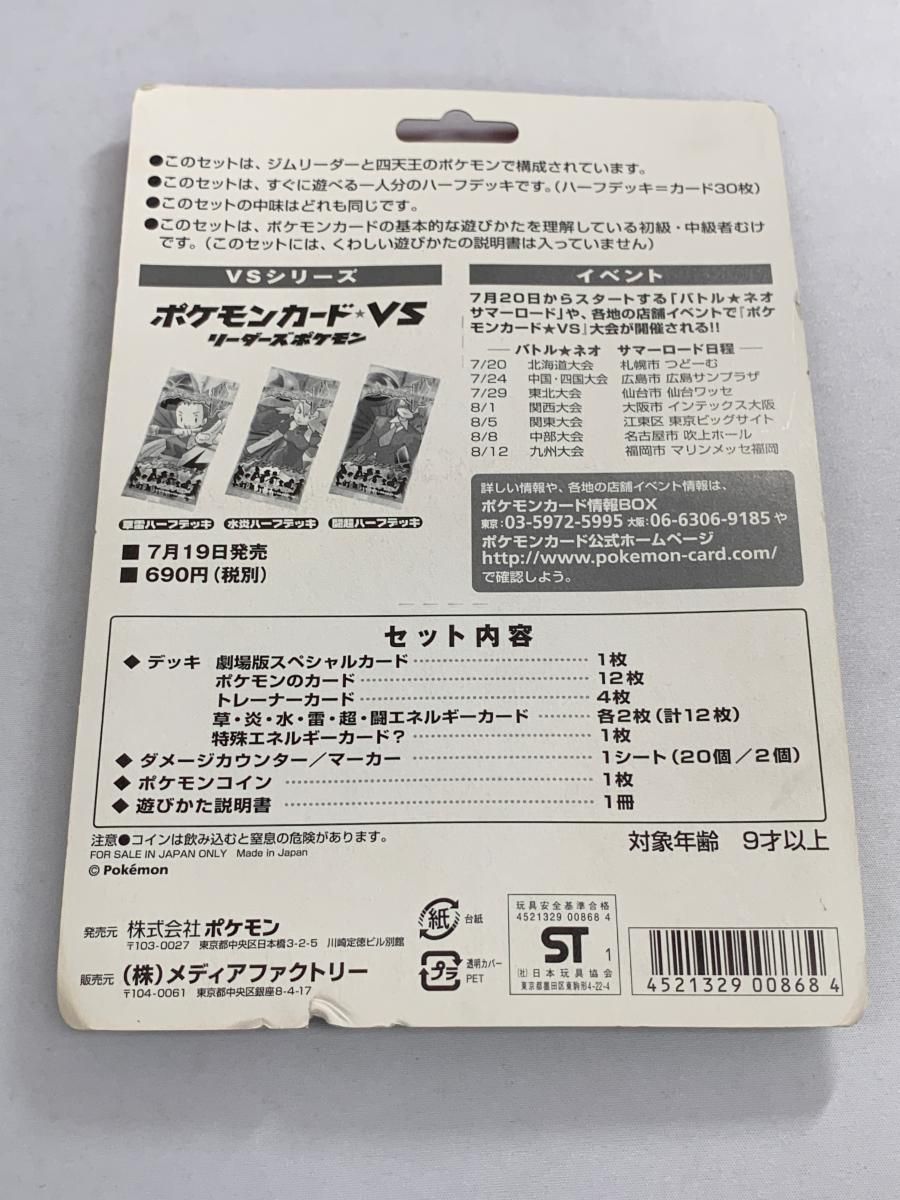 ●このセットは、ジムリーダーと四天王のポケモンで構成されています。
●このセットは、すぐに遊べる一人分のハーフデッキです。(ハーフデッキ=カード30枚)
●このセットの中味はどれも同じです。
●このセットは、ポケモンカードの基本的な遊びかたを理解している初級・中級者むけ
です。(このセットには、くわしい遊びかたの説明書は入っていません)
VSシリーズ
ポケモンカード★VS
リーダーズポケモン
草雷ハーフデッキ 水炎ハーフデッキ 闘超ハーフデッキ
■7月19日発売
■690円(税別)
イベント
7月20日からスタートする「バトル★ネオ
サマーロード」や、各地の店舗イベントで『ポケ
モンカード★VS』大会が開催される!!
バトル★ネオ サマーロード日程
7/20 北海道大会 札幌市 つどーむ
7/24 中国・四国大会 広島市 広島サンプラザ
7/29 東北大会 仙台市 仙台ワッセ
8/1 関西大会 大阪市 インテックス大阪
8/5 関東大会 江東区 東京ビッグサイト
8/8 中部大会 名古屋市 吹上ホール
8/12 九州大会 福岡市 マリンメッセ福岡
詳しい情報や、各地の店舗イベント情報は、
ポケモンカード情報BOX
東京:03-5972-5995 大阪:06-6306-9185 や
ポケモンカード公式ホームページ
http://www.pokemon-card.com/
で確認しよう。
セット内容
◆デッキ 劇場版スペシャルカード 1枚
ポケモンのカード 12枚
トレーナーカード 4枚
草・炎・水・雷・超・闘エネルギーカード 各2枚(計12枚)
特殊エネルギーカード? 1枚
◆ダメージカウンター/マーカー 1シート(20個/2個)
◆ポケモンコイン 1枚
◆遊びかた説明書 1冊
注意●コインは飲み込むと窒息の危険があります。
FOR SALE IN JAPAN ONLY Made in Japan
© Pokémon
対象年齢 9才以上
発売元 株式会社 ポケモン
〒103-0027 東京都中央区日本橋3-2-5 川崎定徳ビル別館
販売元 (株)メディアファクトリー
〒104-0061 東京都中央区銀座8-4-17
紙 台紙
プラ 透明カバー
PET
玩具安全基準合格
4521329 00868 4
ST 1
(社)日本玩具協会
東京都墨田区東駒形4-22-4
4521329 008684